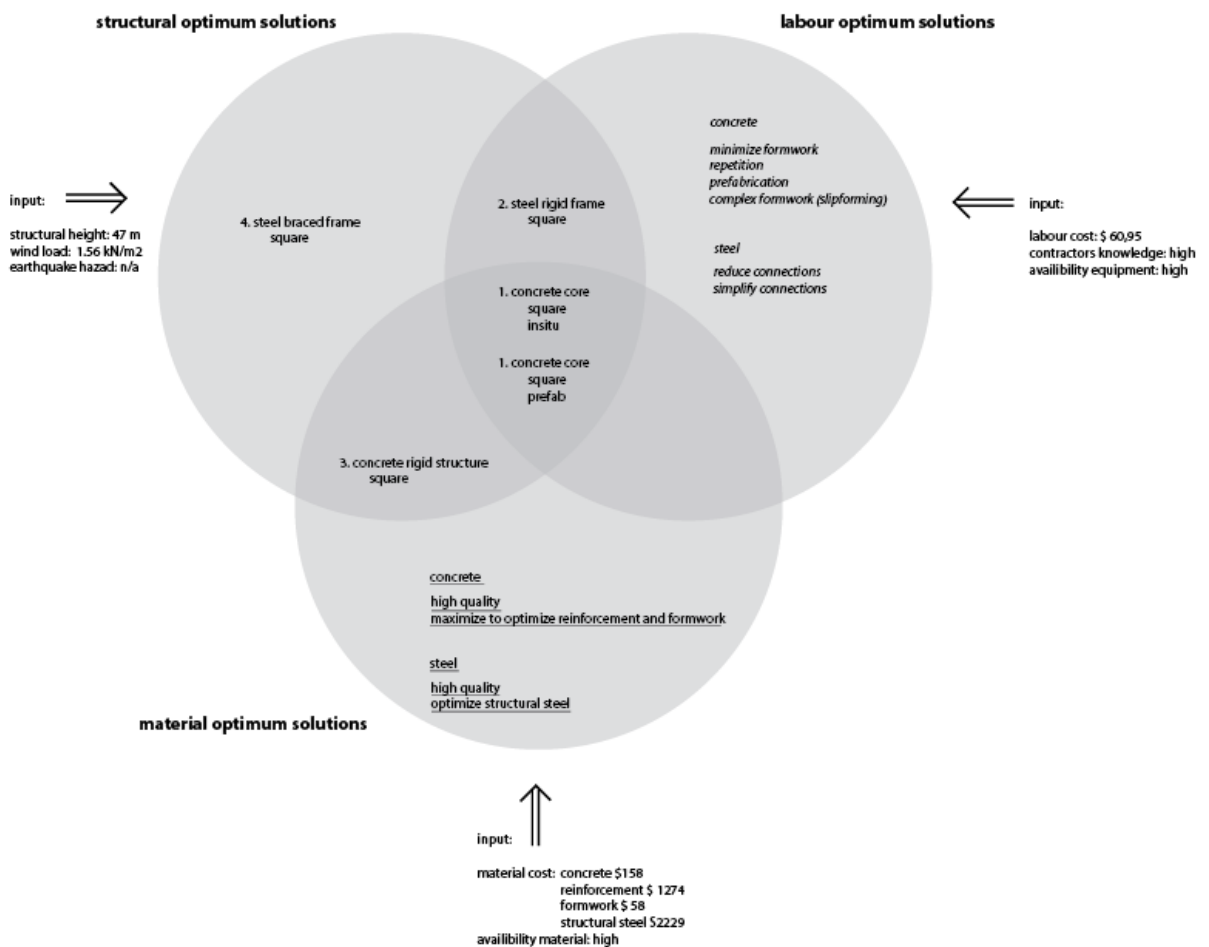 structural optimum solutions
labour optimum solutions
concrete
minimize formwork
repetition
prefabrication
complex formwork (slipforming)
input:
structural height: 47 m
wind load: 1.56 kN/m2
earthquake hazad: n/a
4. steel braced frame
square
2. steel rigid frame
square
input:
labour cost: $ 60,95
contractors knowledge: high
availibility equipment: high
steel
reduce connections
simplify connections
1. concrete core
square
insitu
1. concrete core
square
prefab
3. concrete rigid structure
square
concrete
high quality
maximize to optimize reinforcement and formwork
steel
high quality
optimize structural steel
material optimum solutions
input:
material cost: concrete $158
reinforcement $ 1274
formwork $ 58
structural steel S2229
availibility material: high